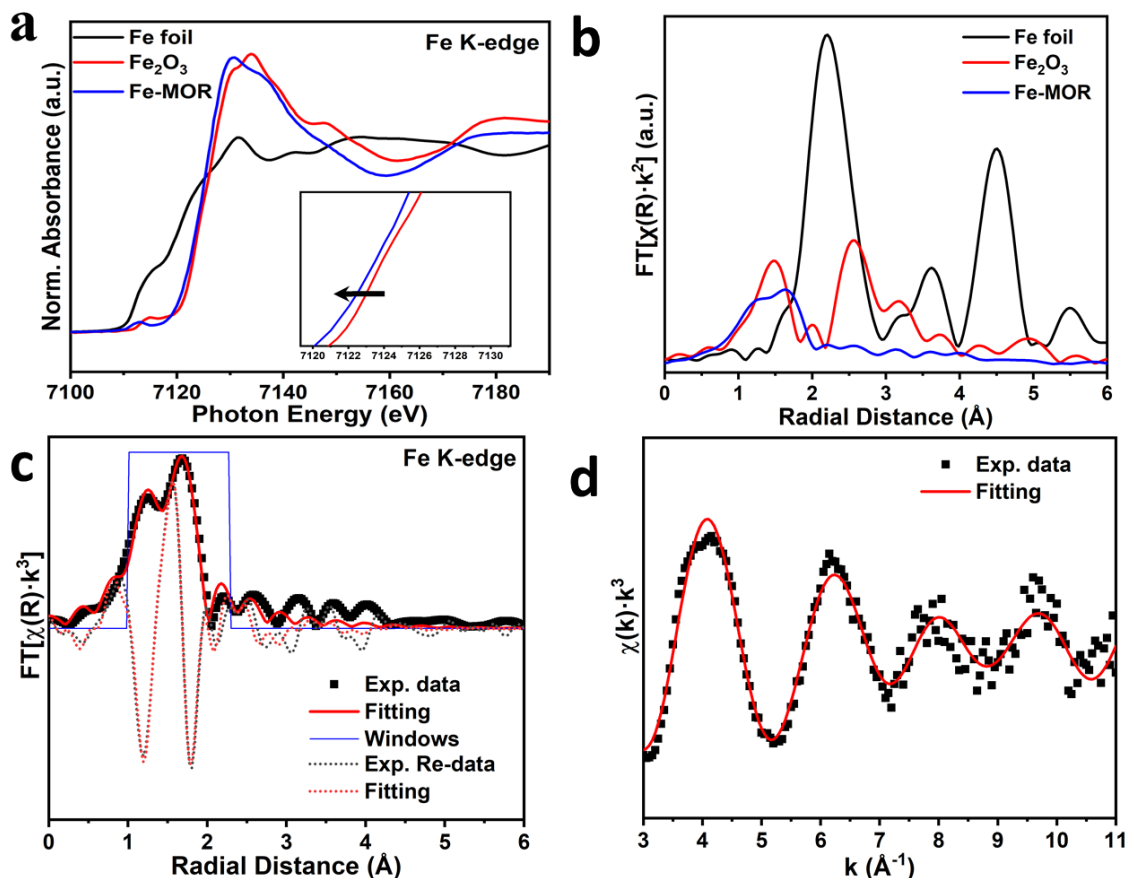 a
Fe K-edge
Fe foil
Fe₂O₃
Fe-MOR
Norm. Absorbance (a.u.)
7120 7122 7124 7126 7128 7130
7100 7120 7140 7160 7180
Photon Energy (eV)
b
Fe foil
Fe₂O₃
Fe-MOR
FT[χ(R)·k²] (a.u.)
0 1 2 3 4 5 6
Radial Distance (Å)
c
Fe K-edge
FT[χ(R)·k³]
Exp. data
Fitting
Windows
Exp. Re-data
Fitting
0 1 2 3 4 5 6
Radial Distance (Å)
d
Exp. data
Fitting
χ(k)·k³
3 4 5 6 7 8 9 10 11
k (Å⁻¹)